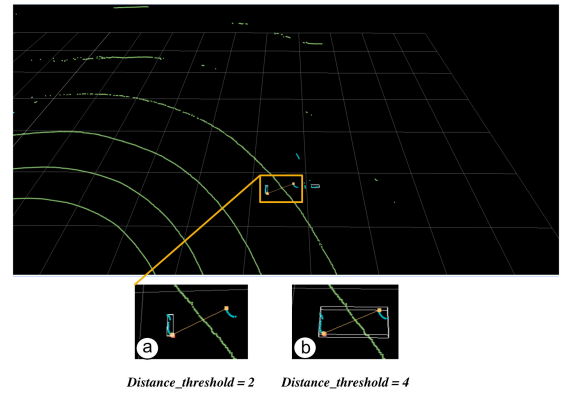 a
b
Distance_threshold = 2
Distance_threshold = 4